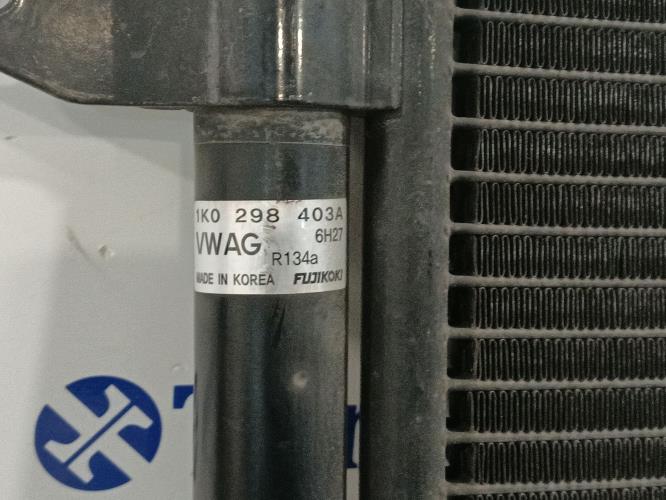 1K0 298 403A
VWAG 6H27
R134a
MADE IN KOREA FUJIKOKI